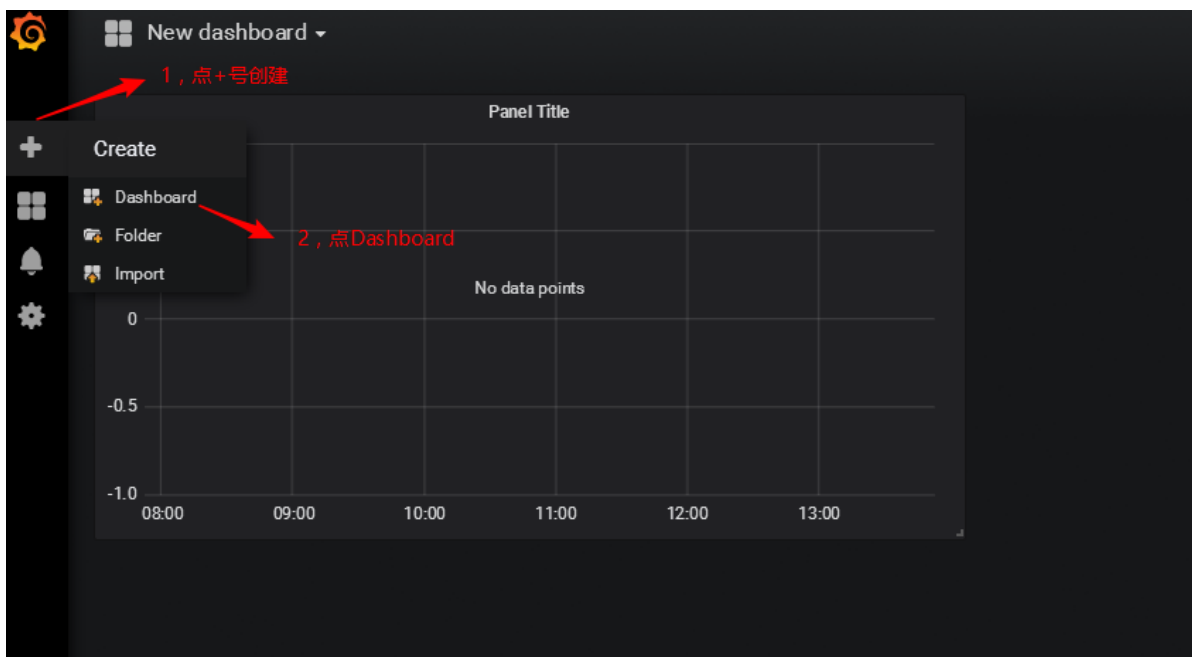 New dashboard
1，点+号创建
Panel Title
Create
Dashboard
Folder
2，点Dashboard
Import
No data points
0
-0.5
-1.0
08:00 09:00 10:00 11:00 12:00 13:00